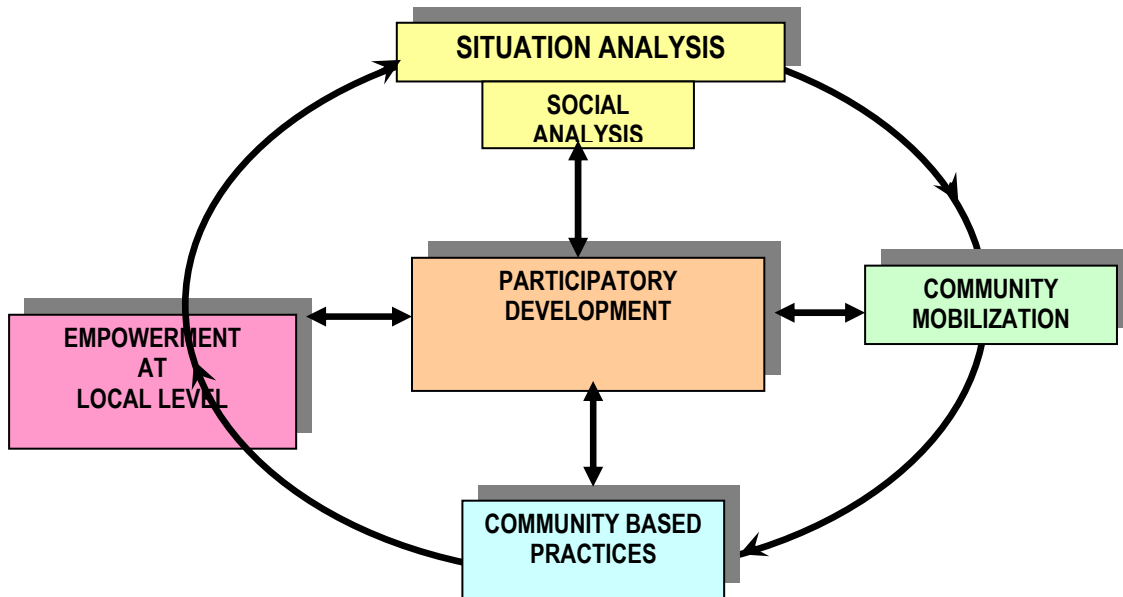 SITUATION ANALYSIS
SOCIAL
ANALYSIS
PARTICIPATORY
DEVELOPMENT
COMMUNITY
MOBILIZATION
EMPOWERMENT
AT
LOCAL LEVEL
COMMUNITY BASED
PRACTICES